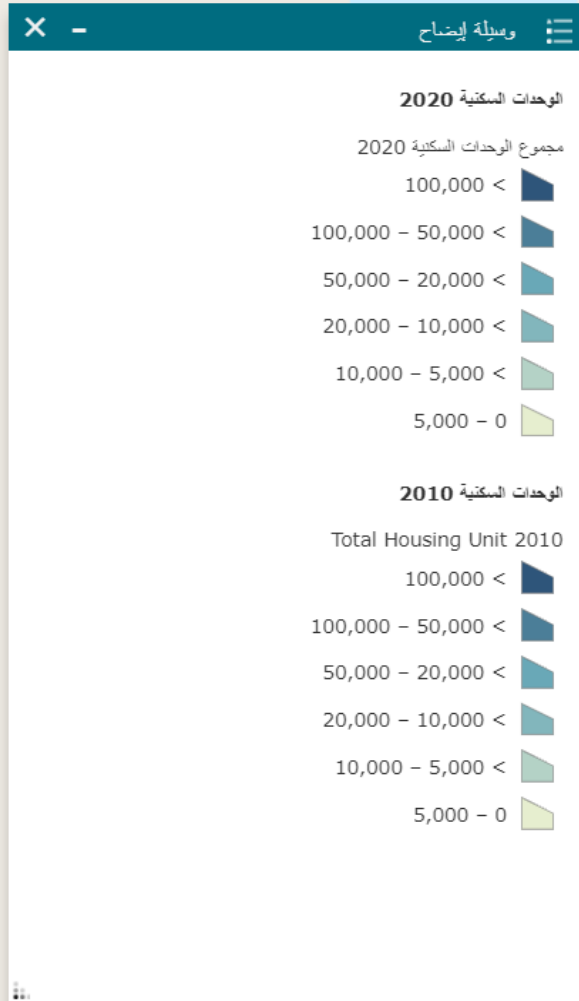 وسيلة إيضاح
الوحدات السكنية 2020
مجموع الوحدات السكنية 2020
100,000 <
100,000 – 50,000 <
50,000 – 20,000 <
20,000 – 10,000 <
10,000 – 5,000 <
5,000 – 0
الوحدات السكنية 2010
Total Housing Unit 2010
100,000 <
100,000 – 50,000 <
50,000 – 20,000 <
20,000 – 10,000 <
10,000 – 5,000 <
5,000 – 0